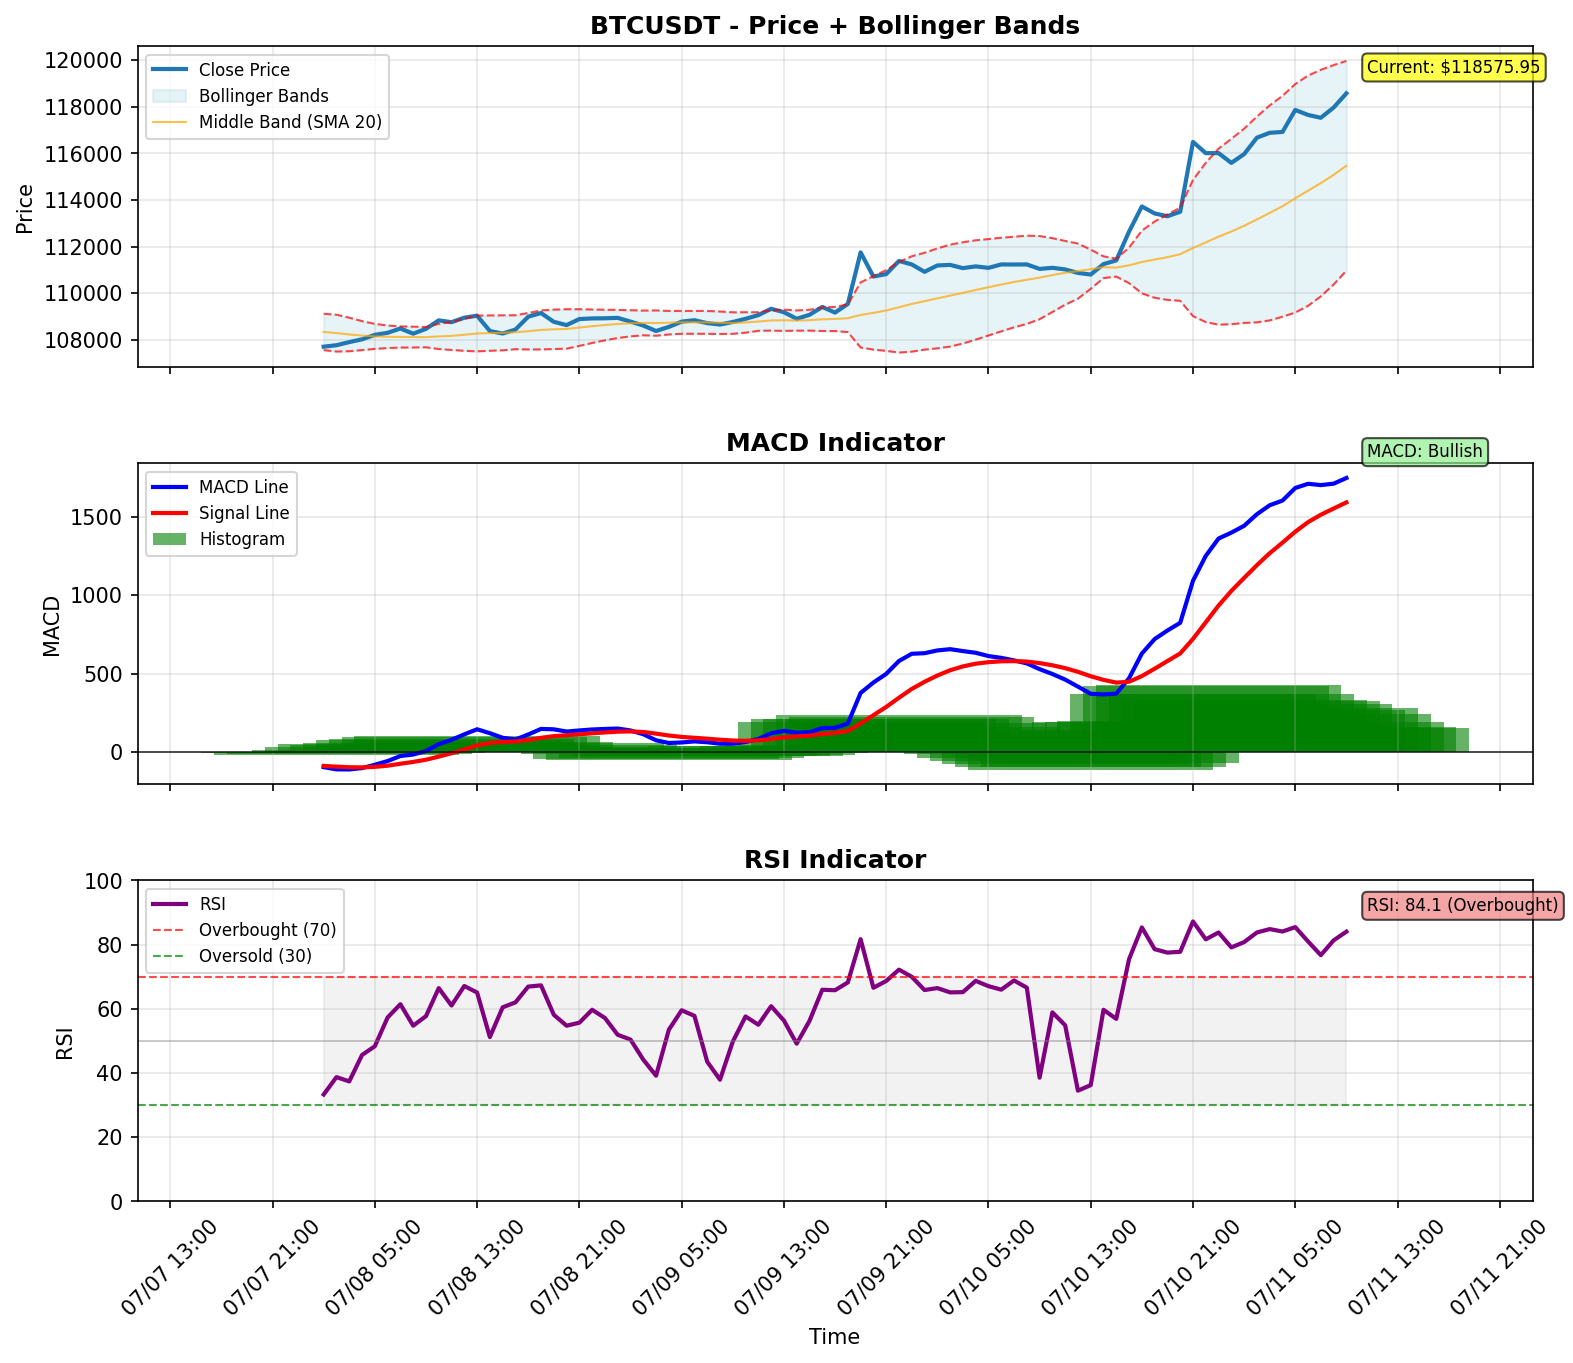 BTCUSDT - Price + Bollinger Bands
120000
118000
116000
114000
112000
110000
108000
Price
Close Price
Bollinger Bands
Middle Band (SMA 20)
Current: $118575.95
MACD Indicator
MACD: Bullish
1500
1000
500
0
MACD
MACD Line
Signal Line
Histogram
RSI Indicator
100
80
60
40
20
0
RSI
RSI
Overbought (70)
Oversold (30)
RSI: 84.1 (Overbought)
07/07 13:00
07/07 21:00
07/08 05:00
07/08 13:00
07/08 21:00
07/09 05:00
07/09 13:00
07/09 21:00
07/10 05:00
07/10 13:00
07/10 21:00
07/11 05:00
07/11 13:00
07/11 21:00
Time